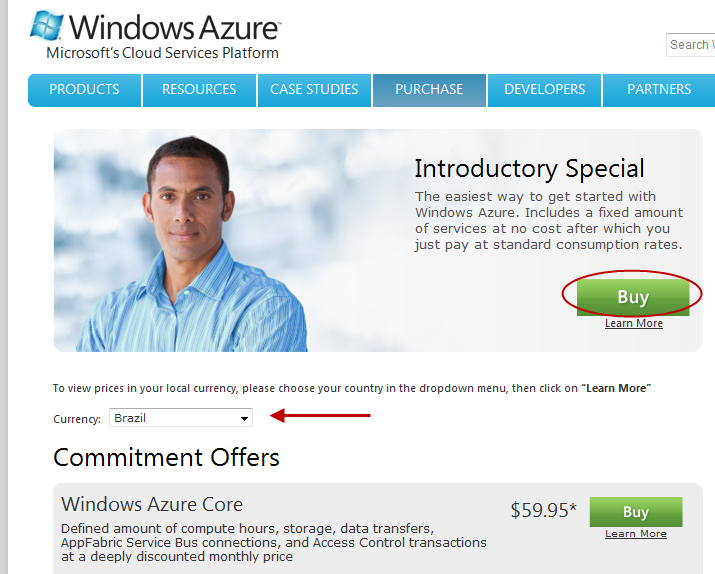 Windows Azure™
Microsoft's Cloud Services Platform
Search
PRODUCTS
RESOURCES
CASE STUDIES
PURCHASE
DEVELOPERS
PARTNERS
Introductory Special
The easiest way to get started with
Windows Azure. Includes a fixed amount
of services at no cost after which you
just pay at standard consumption rates.
Buy
Learn More
To view prices in your local currency, please choose your country in the dropdown menu, then click on “Learn More”
Currency: Brazil
Commitment Offers
Windows Azure Core
$59.95*
Buy
Learn More
Defined amount of compute hours, storage, data transfers,
AppFabric Service Bus connections, and Access Control transactions
at a deeply discounted monthly price